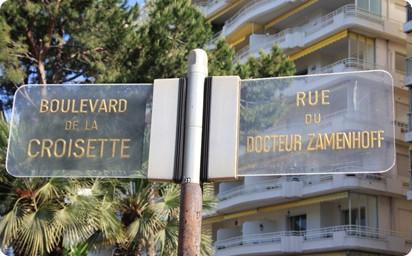 BOULEVARD
DE LA
CROISETTE
RUE
DU
DOCTEUR ZAMENHOFF